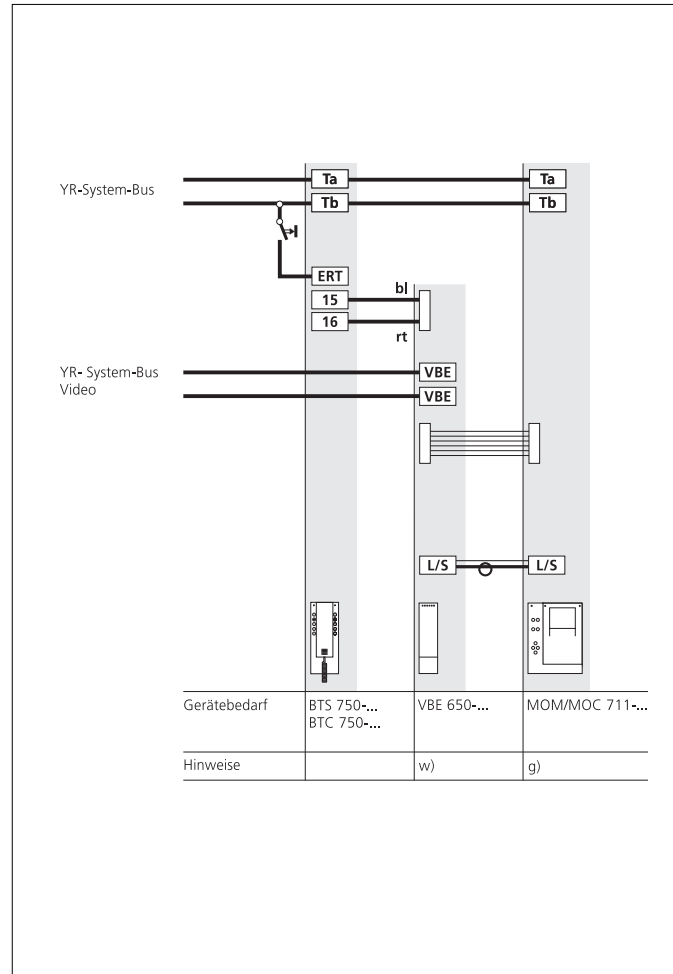 YR-System-Bus
Ta Ta
Tb Tb
ERT
15 bl
16
rt
YR- System-Bus
Video
VBE
VBE
L/S L/S
Gerätebedarf BTS 750-... VBE 650-... MOM/MOC 711-...
BTC 750-...
Hinweise w) g)